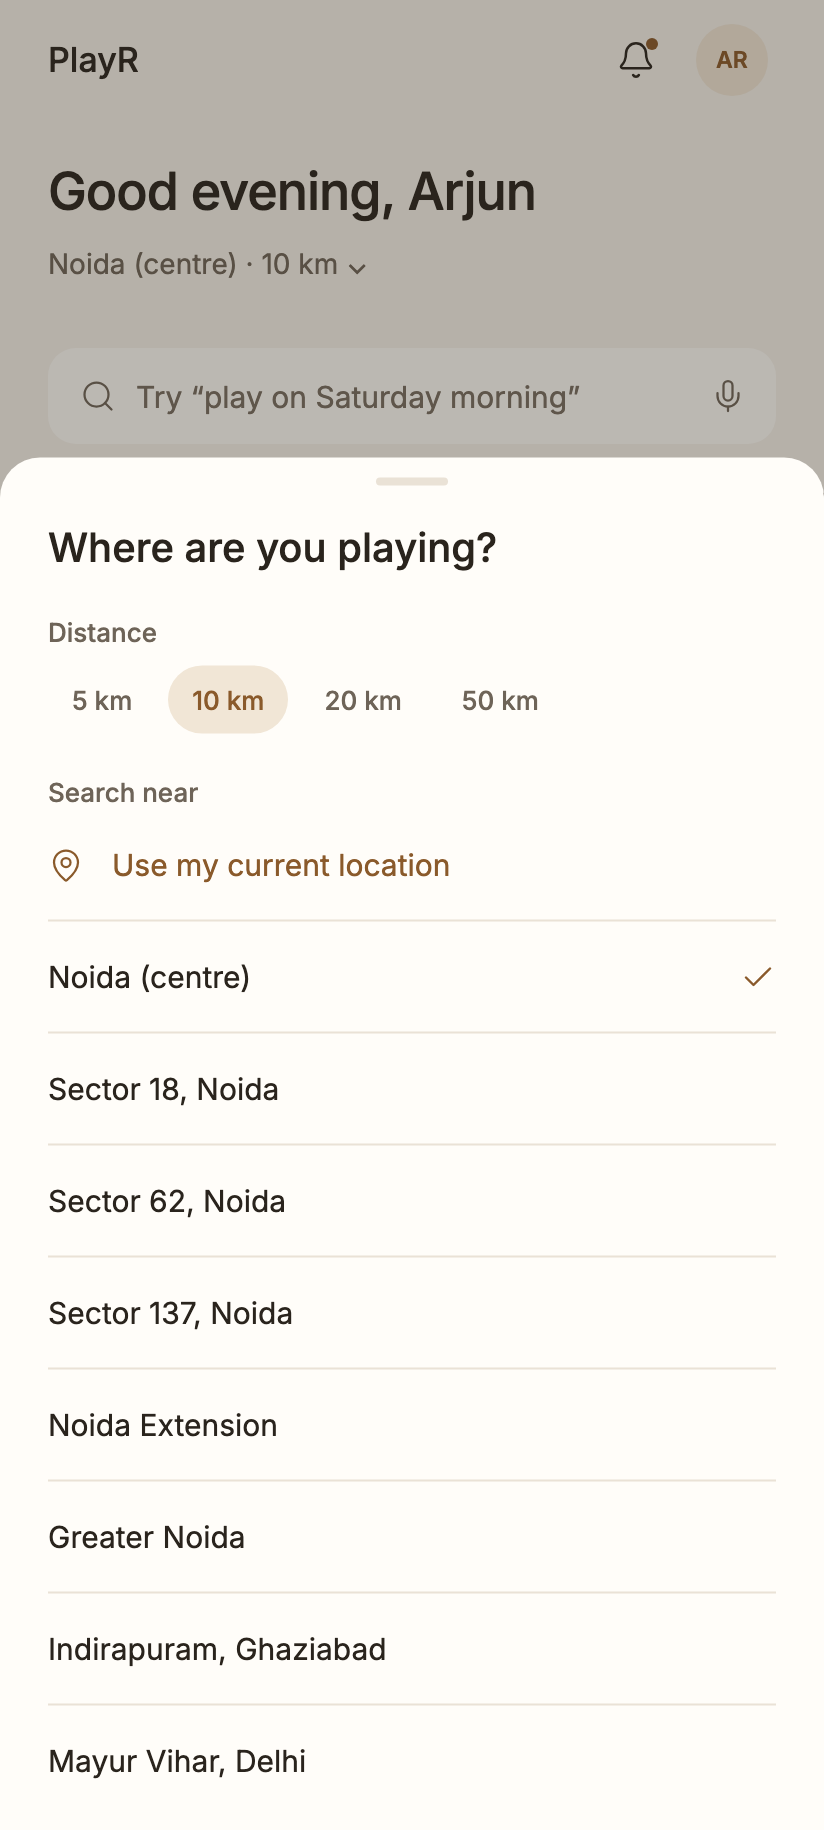 PlayR
AR
Good evening, Arjun
Noida (centre) · 10 km
Try “play on Saturday morning”
Where are you playing?
Distance
5 km 10 km 20 km 50 km
Search near
Use my current location
Noida (centre)
Sector 18, Noida
Sector 62, Noida
Sector 137, Noida
Noida Extension
Greater Noida
Indirapuram, Ghaziabad
Mayur Vihar, Delhi